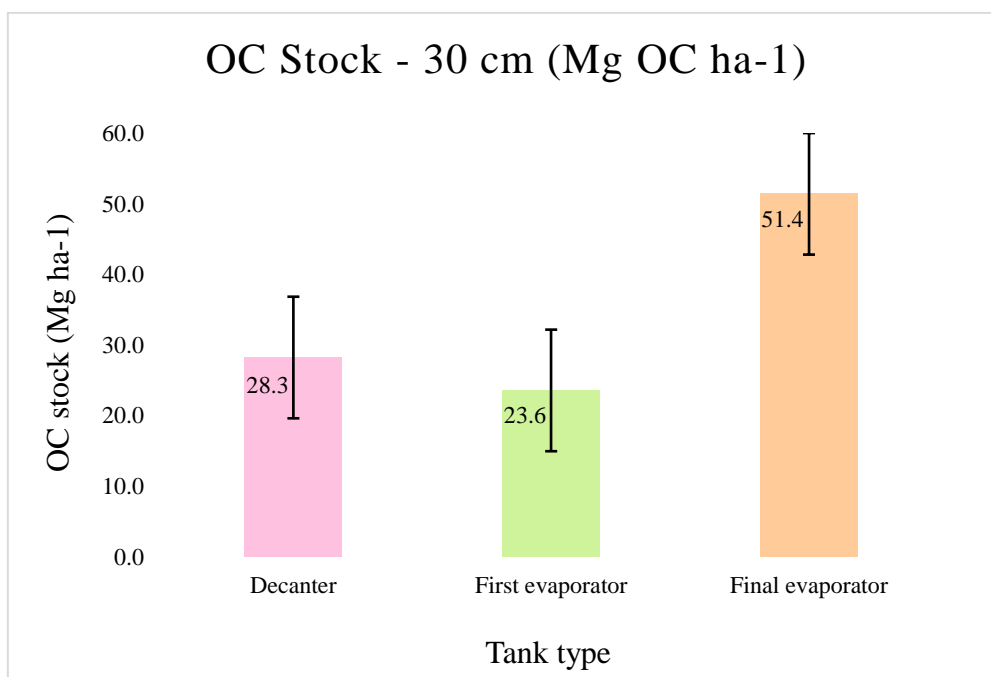 OC Stock - 30 cm (Mg OC ha-1)
OC stock (Mg ha-1)
60.0
50.0
40.0
30.0
20.0
10.0
0.0
28.3
23.6
51.4
Decanter
First evaporator
Final evaporator
Tank type